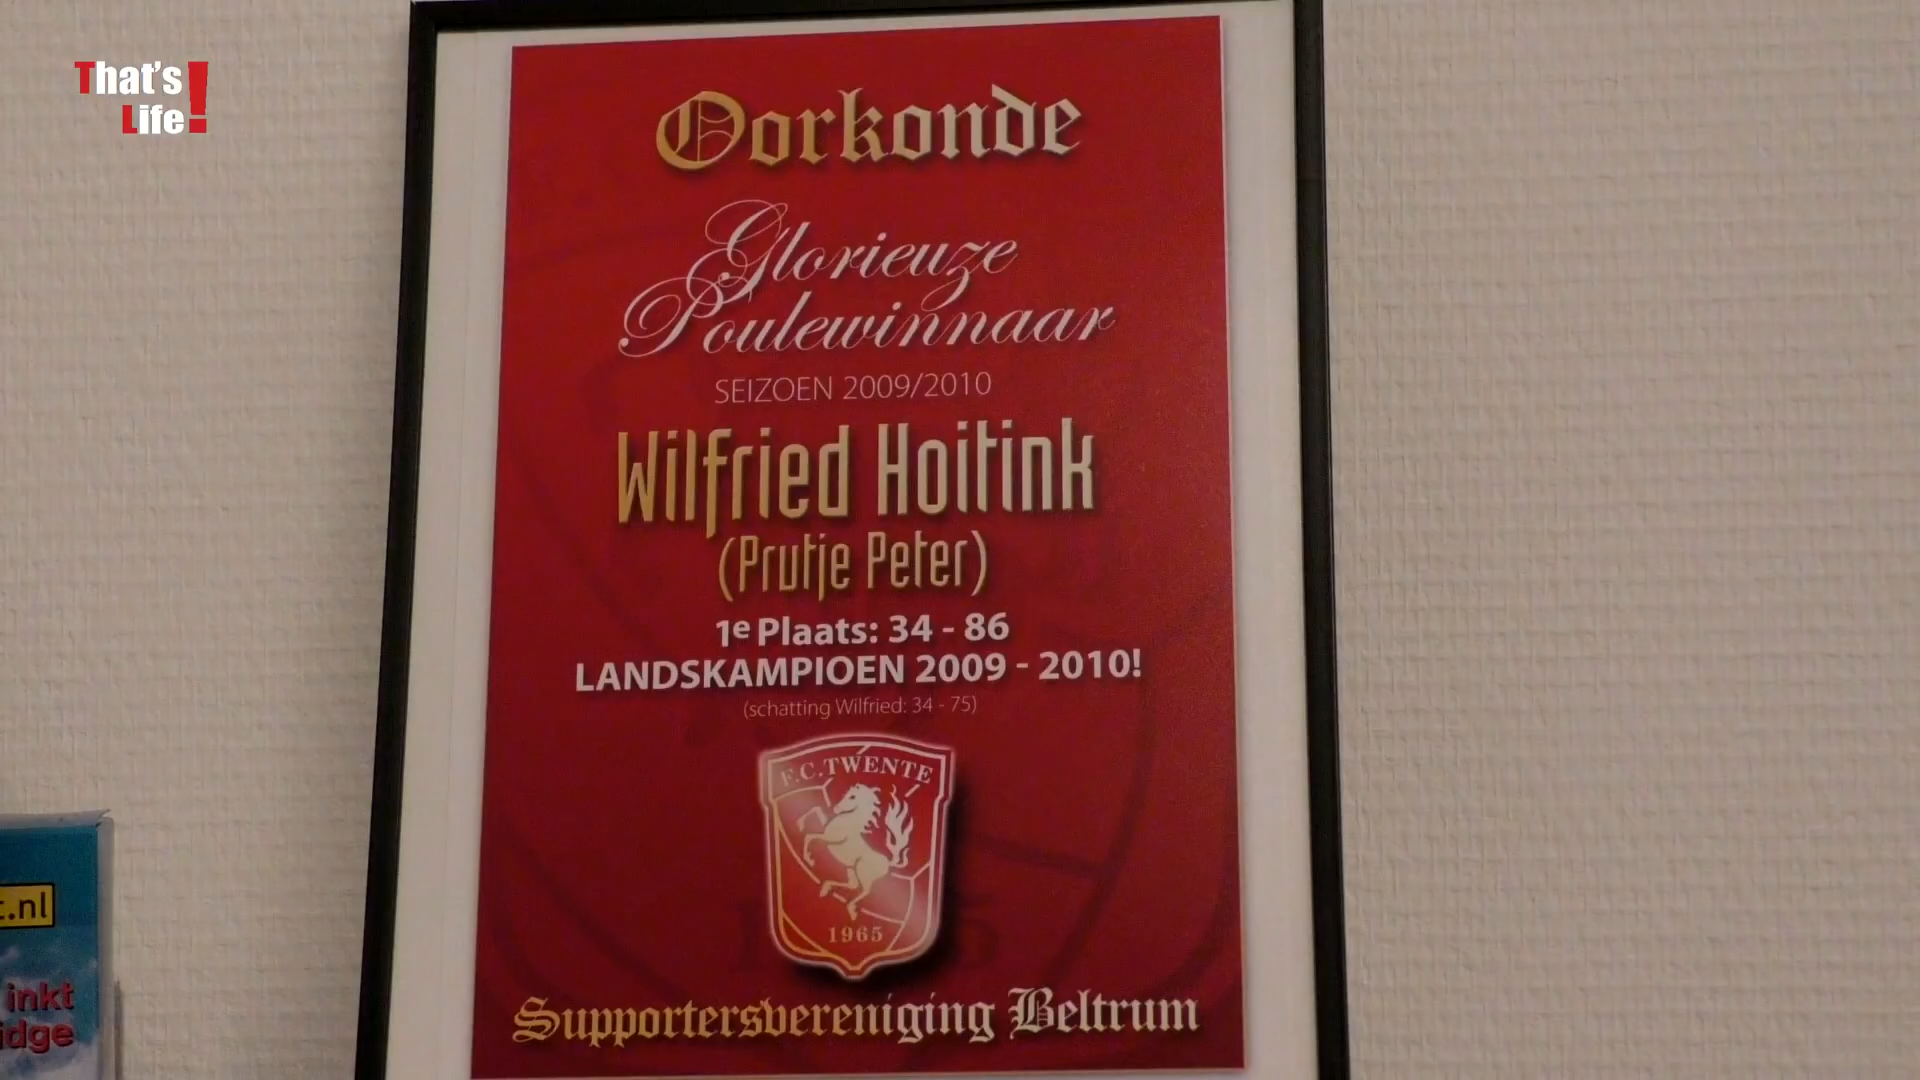 That's
Life!
Oorkonde
Glorieuze
Poulewinnaar
SEIZOEN 2009/2010
Wilfried Hoitink
(Prutje Peter)
1e Plaats: 34 - 86
LANDSKAMPIOEN 2009 - 2010!
(schatting Wilfried: 34 - 75)
F.C. TWENTE
1965
Supportersvereniging Beltrum
.nl
inkt
idge